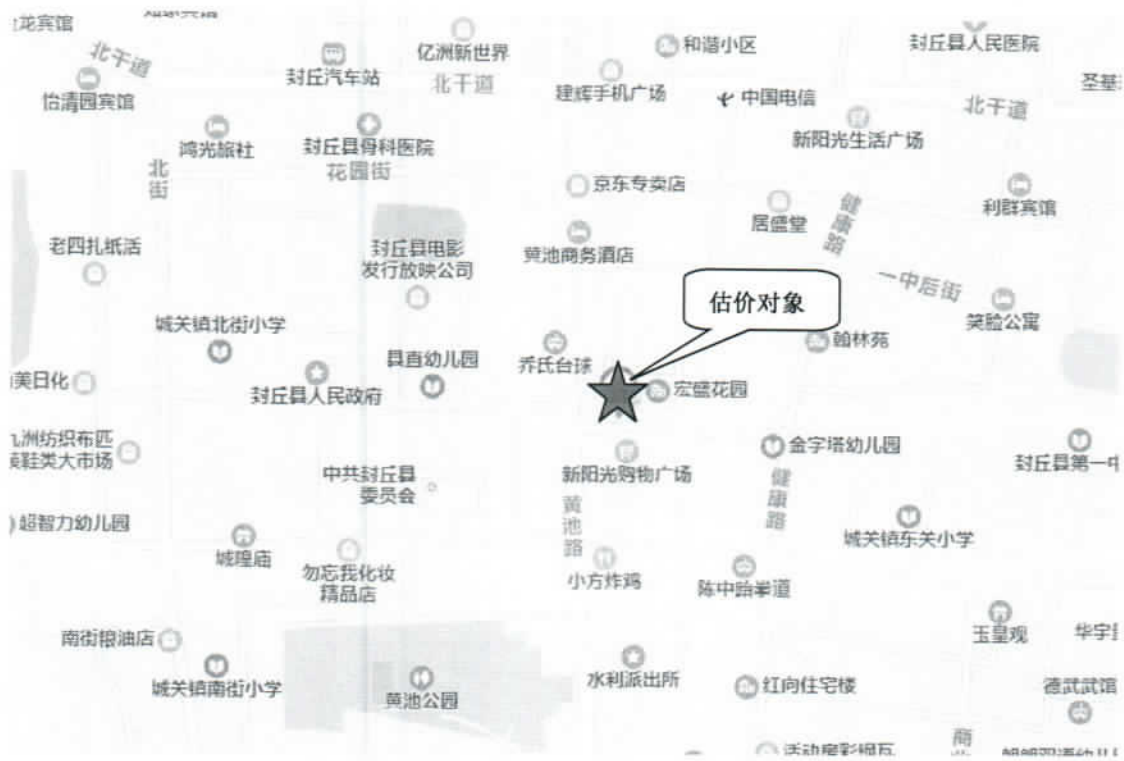 龙宾馆
北干道
怡清园宾馆
封丘汽车站
亿洲新世界
北干道
和谐小区
建辉手机广场
中国电信
封丘县人民医院
圣基
北干道
新阳光生活广场
鸿光旅社
封丘县骨科医院
花园街
北街
京东专卖店
居盛堂
健康路
利群宾馆
老四扎纸活
封丘县电影
发行放映公司
黄池商务酒店
一中后街
估价对象
笑脸公寓
城关镇北街小学
县直幼儿园
乔氏台球
翰林苑
美日化
封丘县人民政府
宏盛花园
九洲纺织布匹
鞋类大市场
中共封丘县
委员会
新阳光购物广场
金字塔幼儿园
封丘县第一中
黄池路
健康路
超智力幼儿园
城隍庙
勿忘我化妆
精品店
小方炸鸡
陈中跆拳道
城关镇东关小学
南街粮油店
玉皇观
华宇
城关镇南街小学
黄池公园
水利派出所
红向住宅楼
德武武馆
商
活动房彩钢瓦